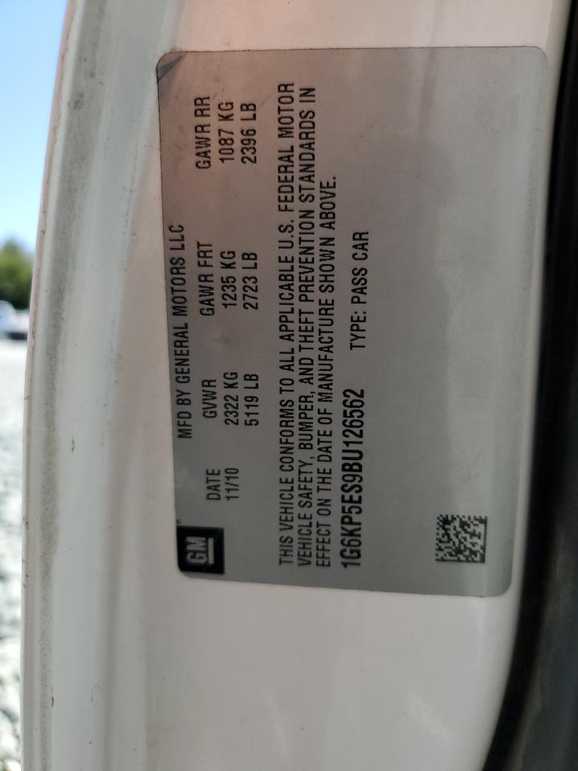 GM
MFD BY GENERAL MOTORS LLC
DATE GVWR GAWR FRT GAWR RR
11/10 2322 KG 1235 KG 1087 KG
5119 LB 2723 LB 2396 LB
THIS VEHICLE CONFORMS TO ALL APPLICABLE U.S. FEDERAL MOTOR
VEHICLE SAFETY, BUMPER, AND THEFT PREVENTION STANDARDS IN
EFFECT ON THE DATE OF MANUFACTURE SHOWN ABOVE.
1G6KP5ES9BU126562 TYPE: PASS CAR